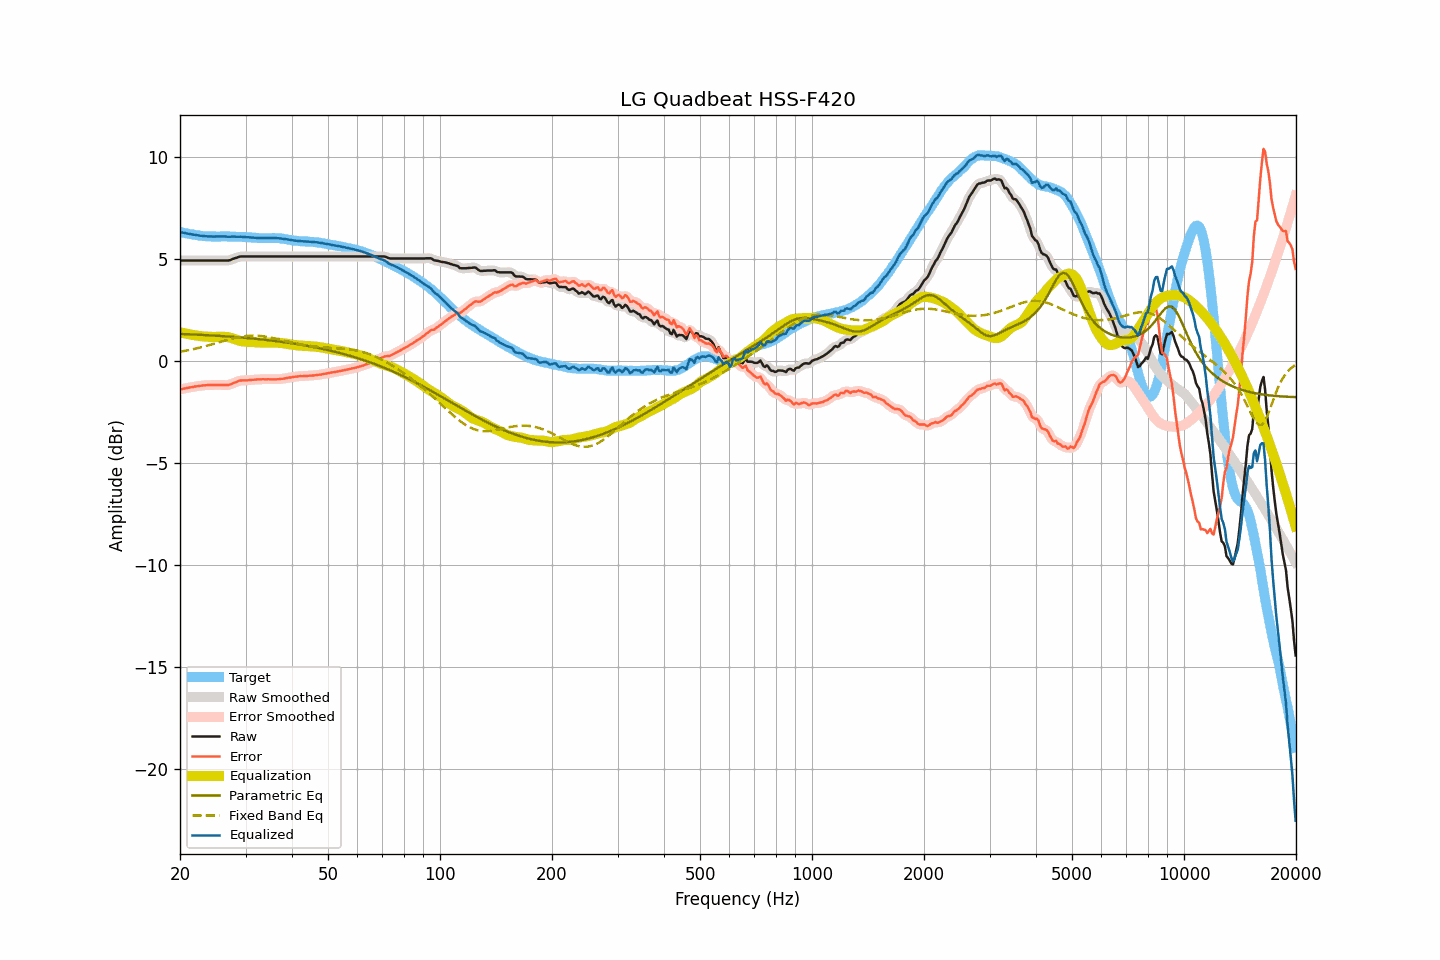 LG Quadbeat HSS-F420
Amplitude (dBr)
10
5
0
−5
−10
−15
−20
Target
Raw Smoothed
Error Smoothed
Raw
Error
Equalization
Parametric Eq
Fixed Band Eq
Equalized
20 50 100 200 500 1000 2000 5000 10000 20000
Frequency (Hz)